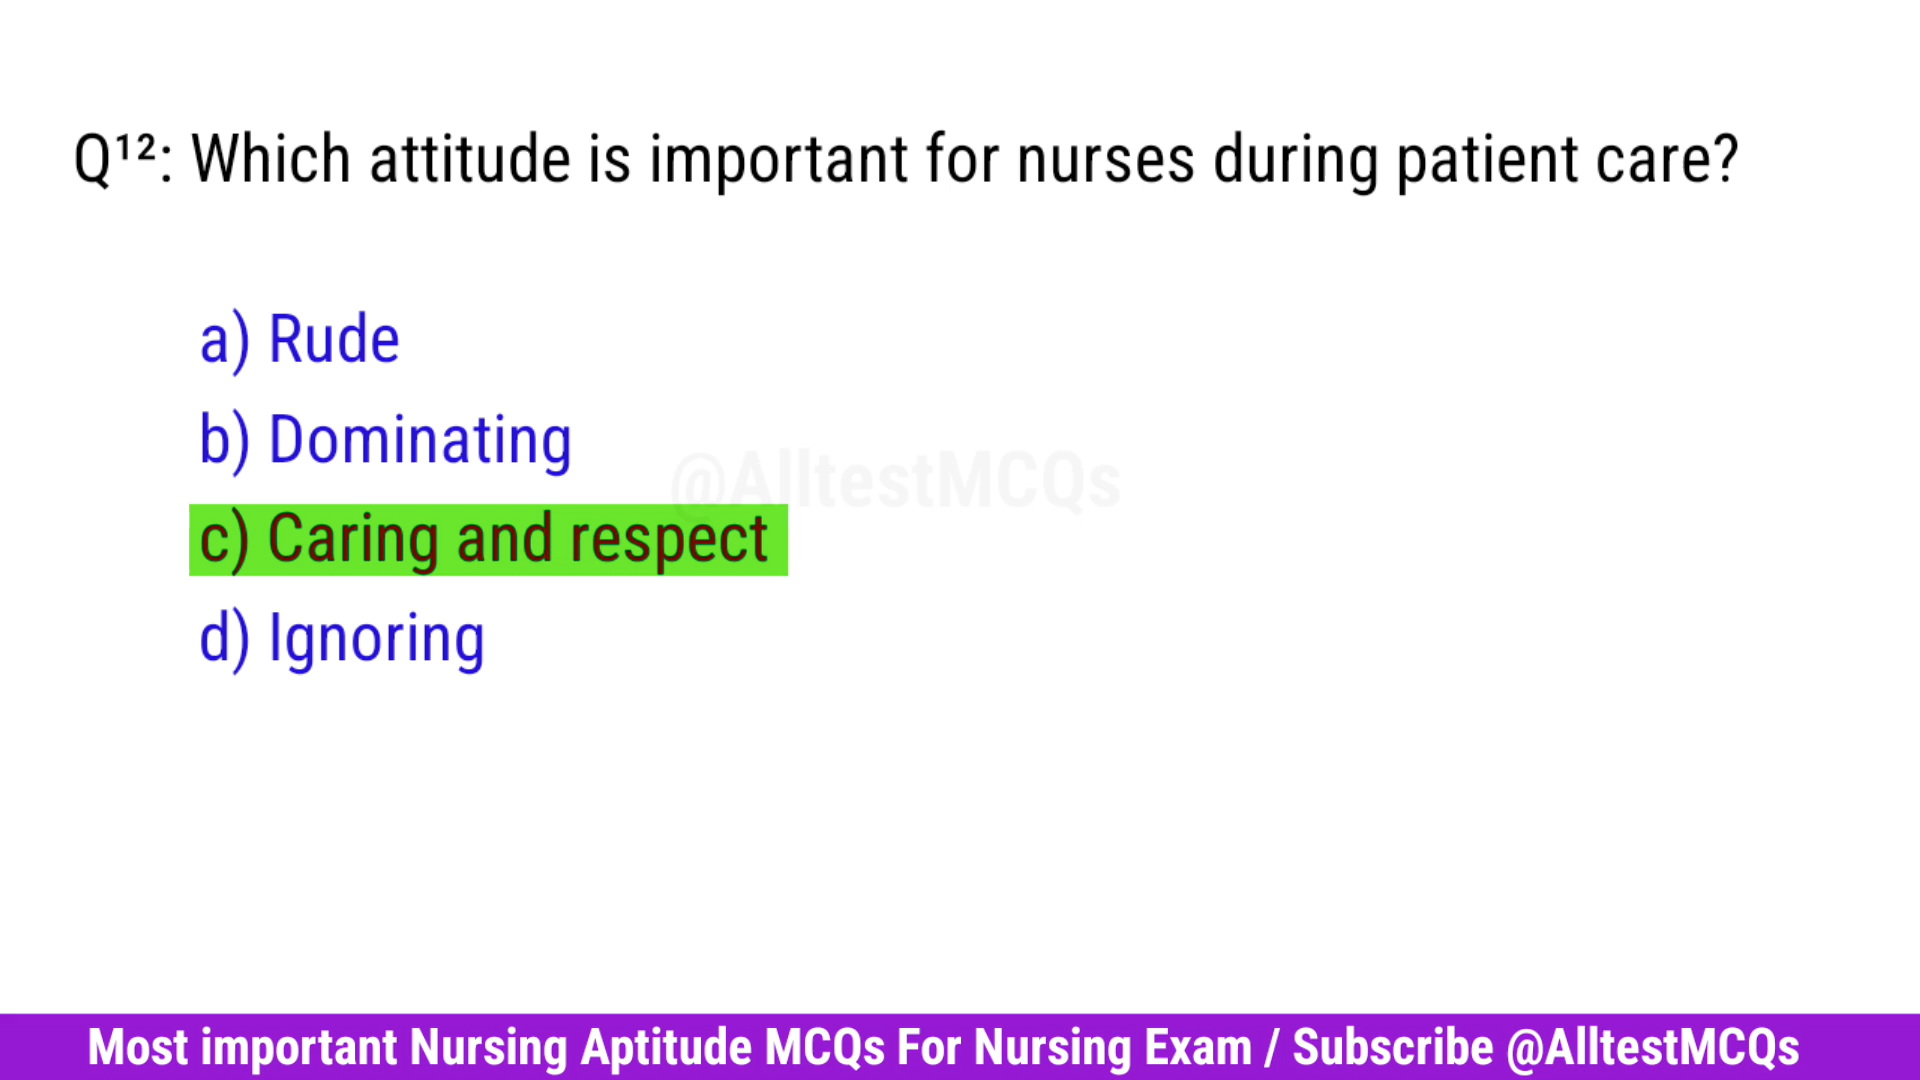 Q¹²: Which attitude is important for nurses during patient care?
a) Rude
b) Dominating
@AlltestMCQs
c) Caring and respect
d) Ignoring
Most important Nursing Aptitude MCQs For Nursing Exam / Subscribe @AlltestMCQs